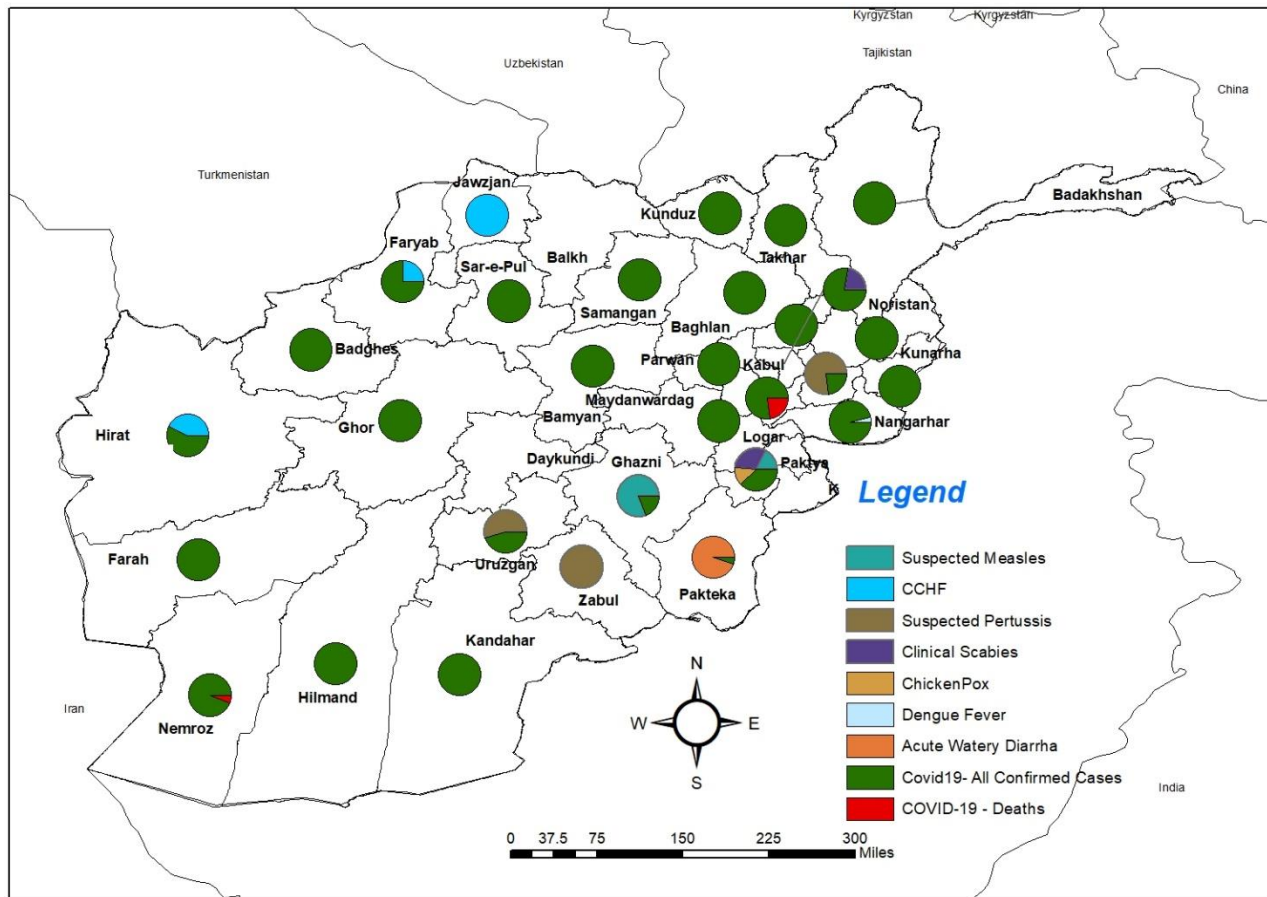 Kyrgyzstan
Kyrgyzstan
Uzbekistan
Tajikistan
China
Turkmenistan
Jawzjan
Badakhshan
Kunduz
Faryab
Takhar
Sar-e-Pul
Balkh
Samangan
Noristan
Baghlan
Badghes
Parwan
Kunarha
Kabul
Maydanwardag
Bamyan
Nangarhar
Hirat
Ghor
Logar
Daykundi
Ghazni
Paktya
K
Legend
Farah
Uruzgan
Zabul
Pakteka
Suspected Measles
CCHF
Suspected Pertussis
Clinical Scabies
ChickenPox
Dengue Fever
Acute Watery Diarrha
Covid19- All Confirmed Cases
COVID-19 - Deaths
Kandahar
Hilmand
Nemroz
Iran
India
N
W
E
S
0 37.5 75 150 225 300
Miles